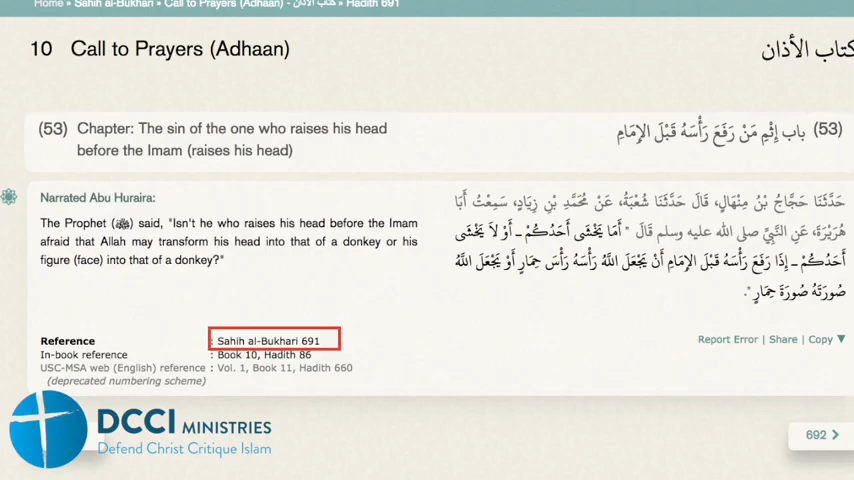 Home » Sahih al-Bukhari » Call to Prayers (Adhaan) - كتاب الأذان » Hadith 691
10 Call to Prayers (Adhaan)
كتاب الأذان
(53) Chapter: The sin of the one who raises his head
before the Imam (raises his head)
(53) باب إِثْمِ مَنْ رَفَعَ رَأْسَهُ قَبْلَ الإِمَامِ
Narrated Abu Huraira:
The Prophet (ﷺ) said, "Isn't he who raises his head before the Imam
afraid that Allah may transform his head into that of a donkey or his
figure (face) into that of a donkey?"
حَدَّثَنَا حَجَّاجُ بْنُ مِنْهَالٍ، قَالَ حَدَّثَنَا شُعْبَةُ، عَنْ مُحَمَّدِ بْنِ زِيَادٍ، سَمِعْتُ أَبَا
هُرَيْرَةَ، عَنِ النَّبِيِّ صلى الله عليه وسلم قَالَ " أَمَا يَخْشَى أَحَدُكُمْ ـ أَوْ لاَ يَخْشَى
أَحَدُكُمْ ـ إِذَا رَفَعَ رَأْسَهُ قَبْلَ الإِمَامِ أَنْ يَجْعَلَ اللَّهُ رَأْسَهُ رَأْسَ حِمَارٍ أَوْ يَجْعَلَ اللَّهُ
صُورَتَهُ صُورَةَ حِمَارٍ ".
Reference : Sahih al-Bukhari 691
In-book reference : Book 10, Hadith 86
USC-MSA web (English) reference : Vol. 1, Book 11, Hadith 660
(deprecated numbering scheme)
Report Error | Share | Copy ▼
DCCI MINISTRIES
Defend Christ Critique Islam
692 >